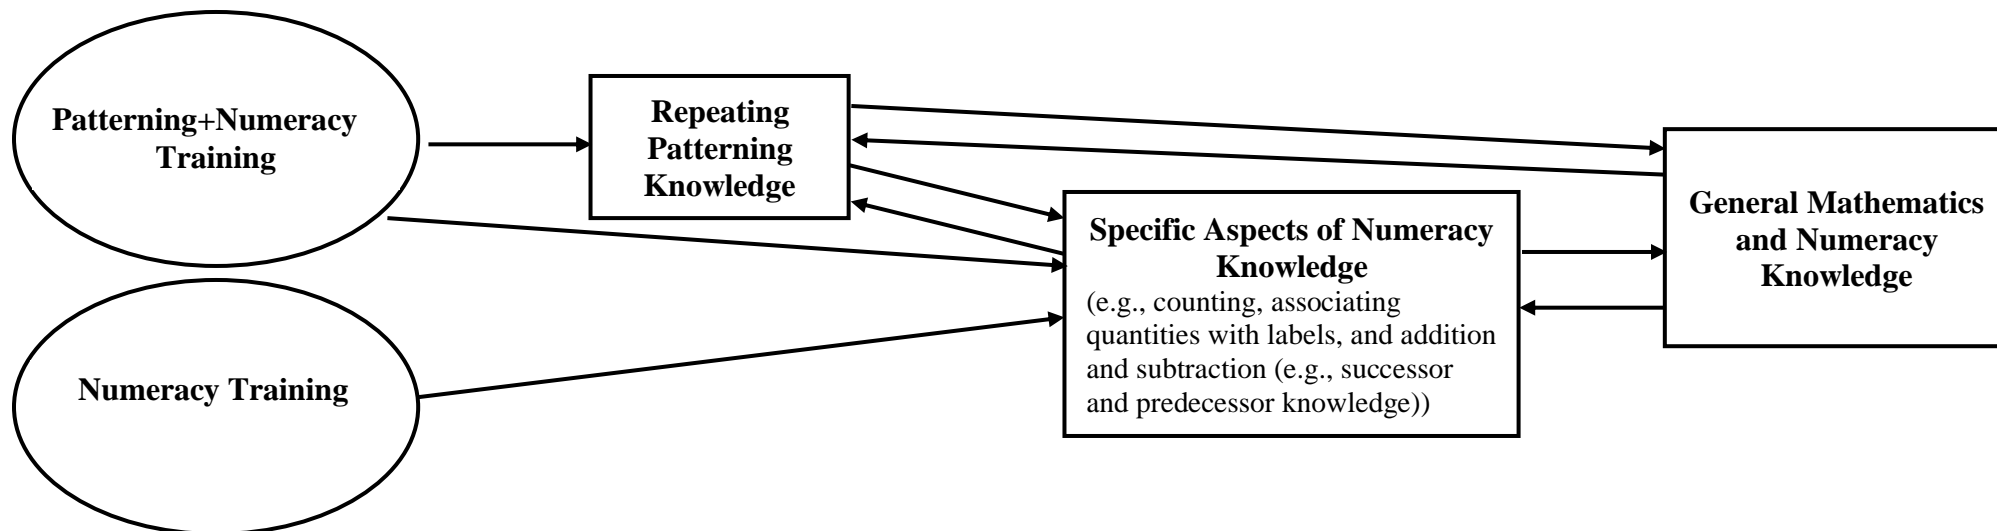 Patterning+Numeracy
Training
Repeating
Patterning
Knowledge
Specific Aspects of Numeracy
Knowledge
(e.g., counting, associating
quantities with labels, and addition
and subtraction (e.g., successor
and predecessor knowledge))
General Mathematics
and Numeracy
Knowledge
Numeracy Training